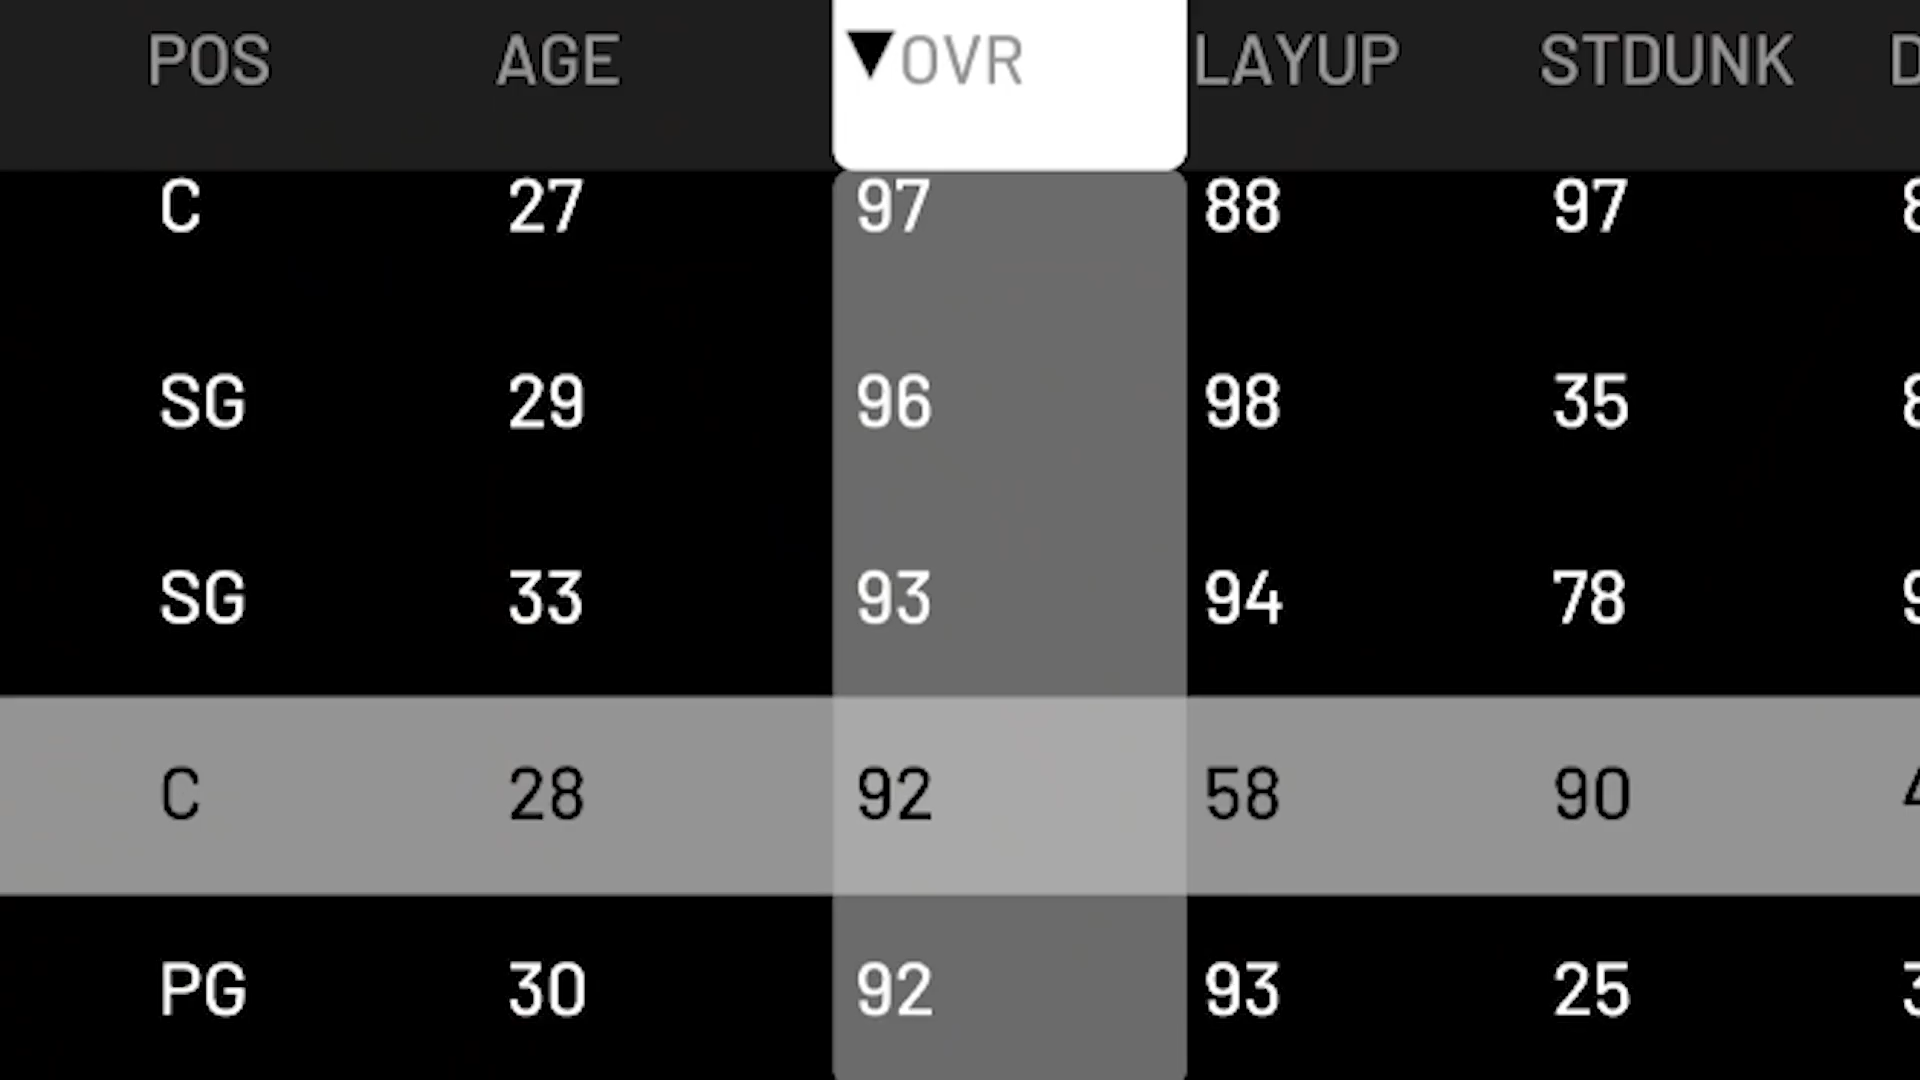 POS AGE ▼OVR LAYUP STDUNK
C 27 97 88 97
SG 29 96 98 35
SG 33 93 94 78
C 28 92 58 90
PG 30 92 93 25